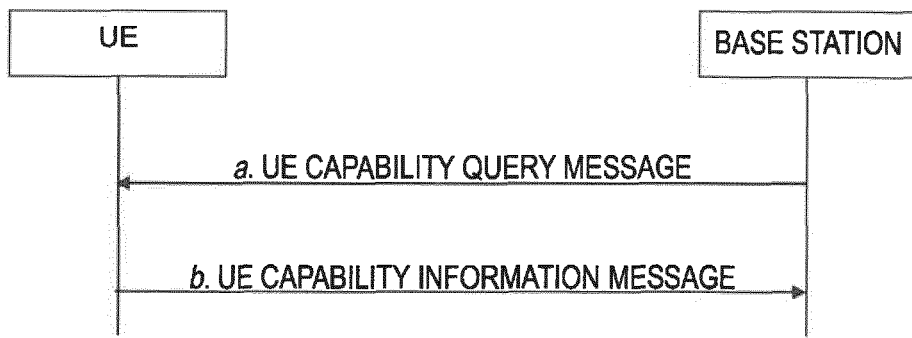 UE
BASE STATION
a. UE CAPABILITY QUERY MESSAGE
b. UE CAPABILITY INFORMATION MESSAGE